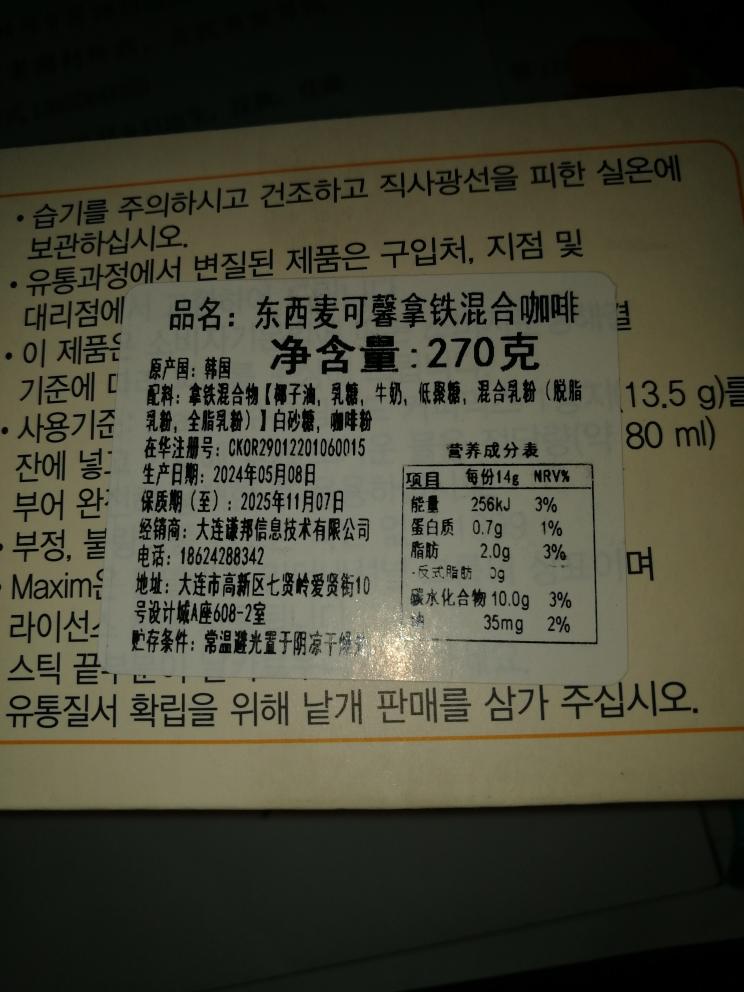 • 습기를 주의하시고 건조하고 직사광선을 피한 실온에
보관하십시오.
• 유통과정에서 변질된 제품은 구입처, 지점 및
대리점에
• 이 제품은
기준에
(13.5 g)를
• 사용기준
80 ml)
잔에 넣고
부어 완
• 부정, 불
며
• Maxim은
라이선스
스틱
유통질서 확립을 위해 낱개 판매를 삼가 주십시오.
品名：东西麦可馨拿铁混合咖啡
净含量:270克
原产国：韩国
配料：拿铁混合物【椰子油，乳糖，牛奶，低聚糖，混合乳粉（脱脂
乳粉，全脂乳粉）】白砂糖，咖啡粉
在华注册号：CKOR29012201060015
生产日期：2024年05月08日
保质期（至）：2025年11月07日
经销商：大连谦邦信息技术有限公司
电话：18624288342
地址：大连市高新区七贤岭爱贤街10
号设计城A座608-2室
贮存条件：常温避光置于阴凉干燥
营养成分表
项目 每份14g NRV%
能量 256kJ 3%
蛋白质 0.7g 1%
脂肪 2.0g 3%
-反式脂肪 0g
碳水化合物 10.0g 3%
钠 35mg 2%